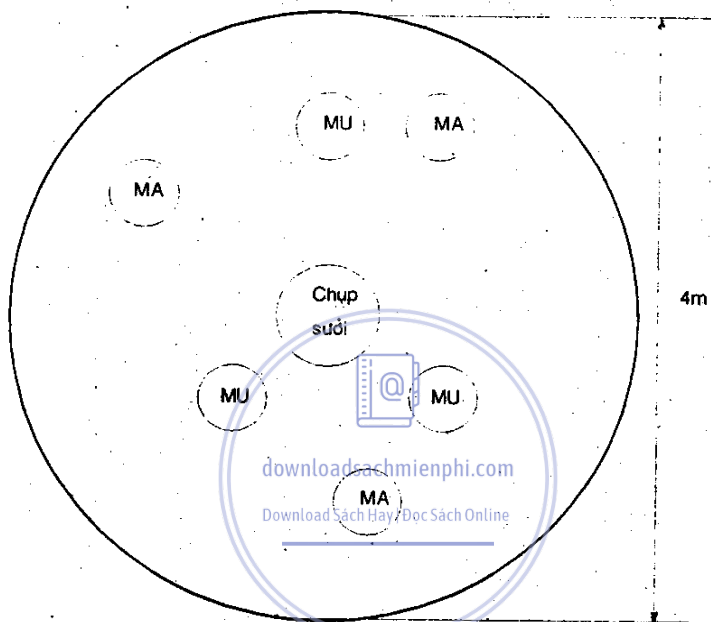 MU
MA
MA
Chụp
sưởi
4m
MU
MU
@
downloadsachmienphi.com
MA
Download Sách Hay | Đọc Sách Online